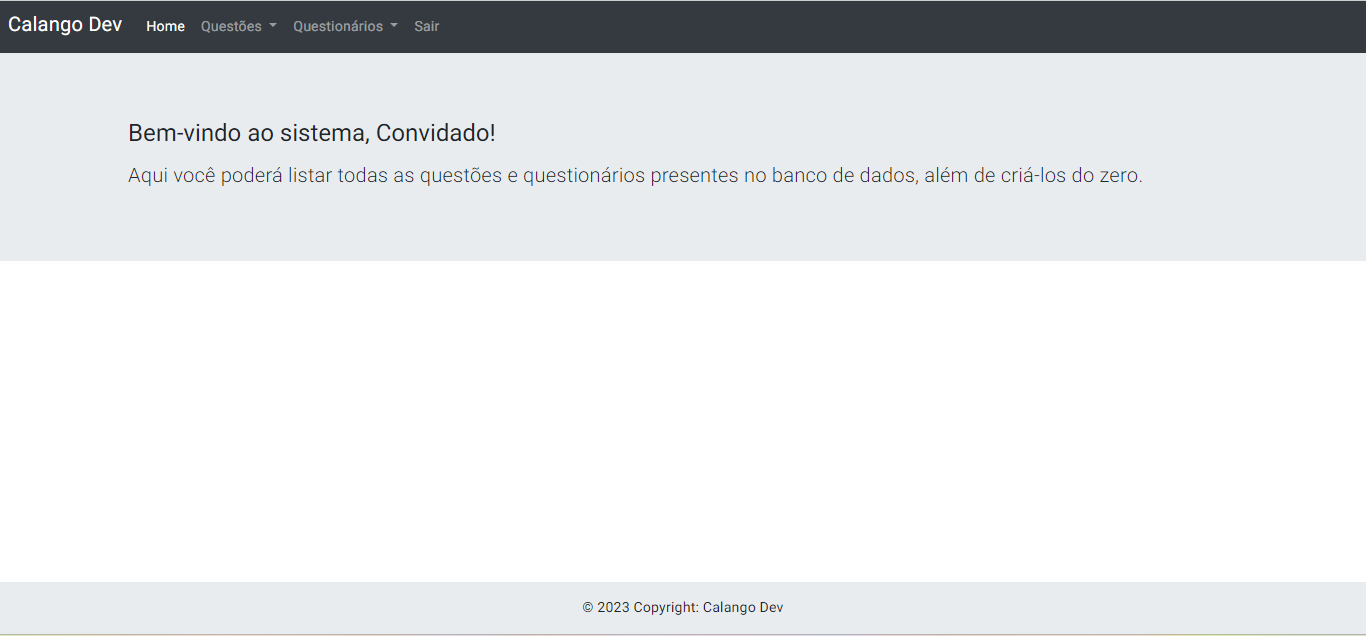 Calango Dev Home Questões Questionários Sair
Bem-vindo ao sistema, Convidado!
Aqui você poderá listar todas as questões e questionários presentes no banco de dados, além de criá-los do zero.
© 2023 Copyright: Calango Dev